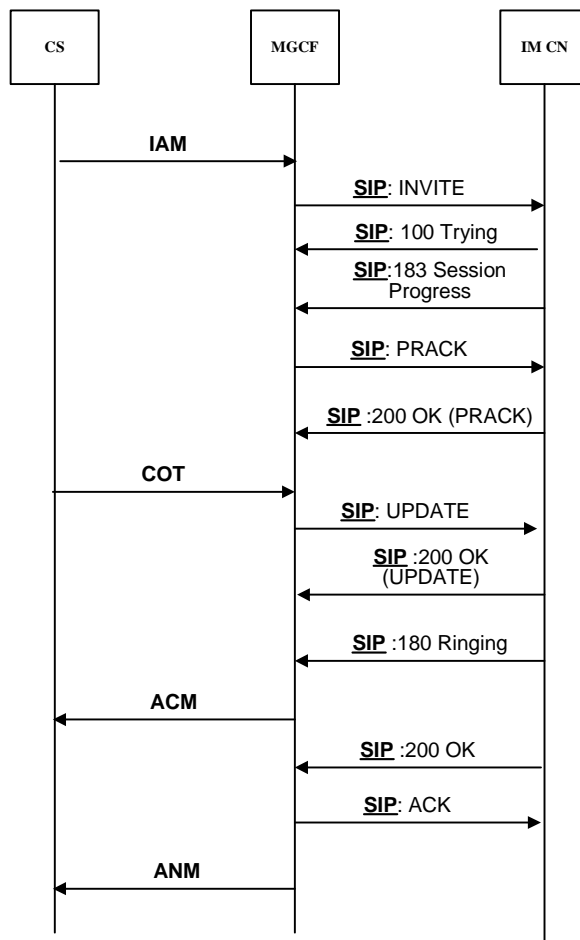 CS
MGCF
IM CN
IAM
SIP: INVITE
SIP: 100 Trying
SIP:183 Session
Progress
SIP: PRACK
SIP :200 OK (PRACK)
COT
SIP: UPDATE
SIP :200 OK
(UPDATE)
SIP :180 Ringing
ACM
SIP :200 OK
SIP: ACK
ANM